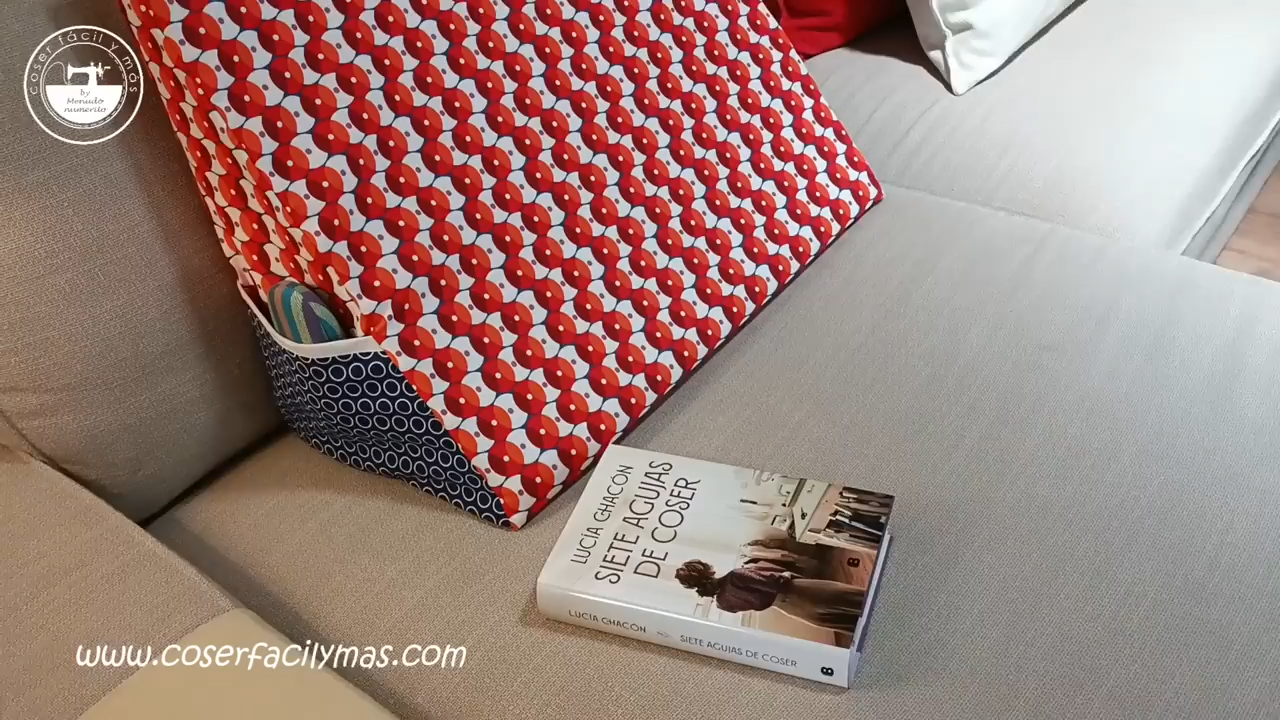 coser fácil y más
by
Menudo
numerito
LUCÍA CHACÓN
SIETE AGUJAS
DE COSER
B
LUCÍA CHACÓN SIETE AGUJAS DE COSER B
www.coserfacilymas.com